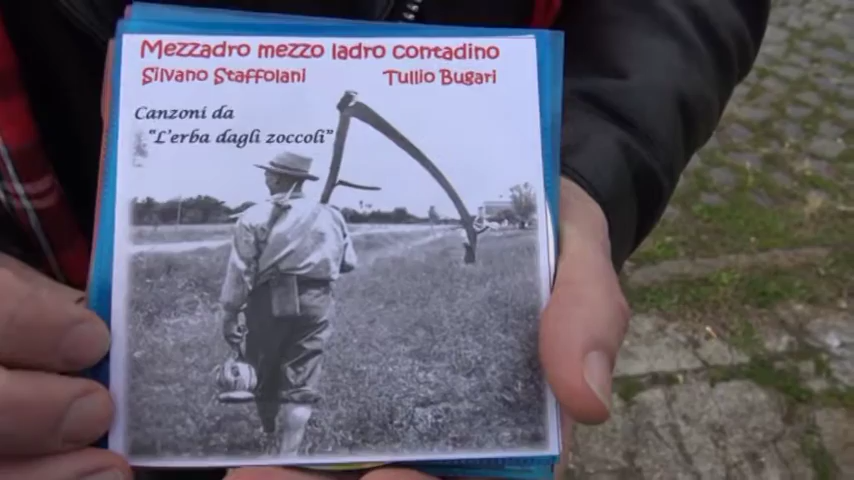 Mezzadro mezzo ladro contadino
Silvano Staffolani Tullio Bugari
Canzoni da
"L'erba dagli zoccoli"